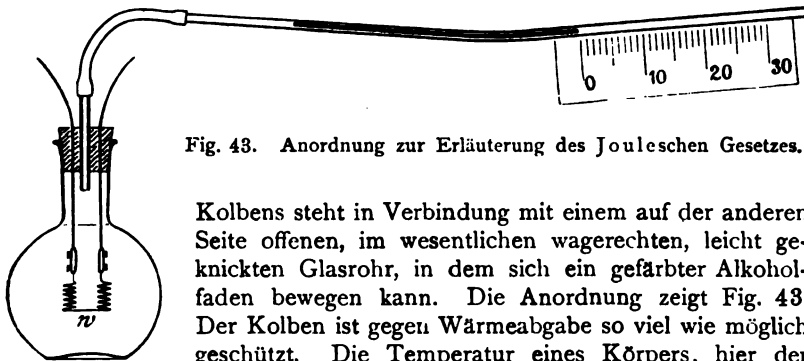 0 10 20 30
Fig. 43. Anordnung zur Erläuterung des Jouleschen Gesetzes.
Kolbens steht in Verbindung mit einem auf der anderen
Seite offenen, im wesentlichen wagerechten, leicht ge-
knickten Glasrohr, in dem sich ein gefärbter Alkohol-
faden bewegen kann. Die Anordnung zeigt Fig. 43
Der Kolben ist gegen Wärmeabgabe so viel wie möglich
geschützt. Die Temperatur eines Körpers, hier der
w